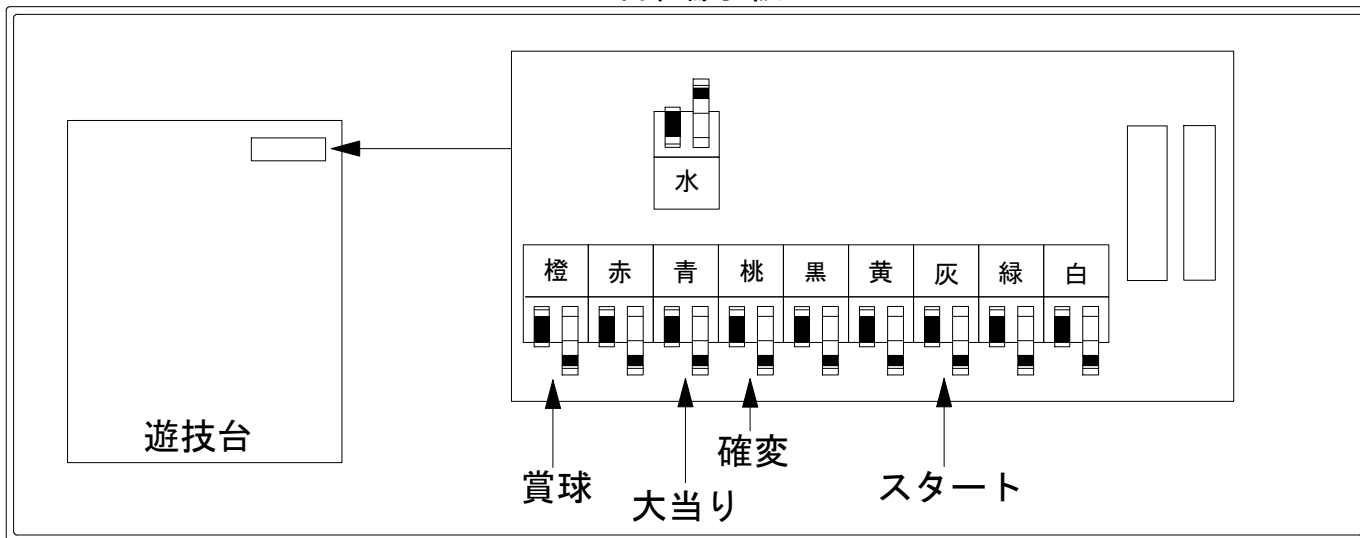 水
橙 赤 青 桃 黒 黄 灰 緑 白
遊技台
賞球
大当り
確変
スタート